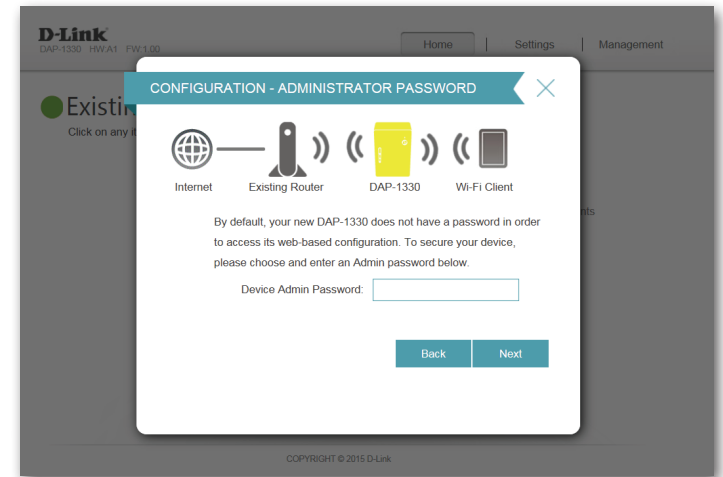 D-Link
DAP-1330 HW:A1 FW:1.00
Home | Settings | Management
CONFIGURATION - ADMINISTRATOR PASSWORD
Existin
Click on any it
Internet Existing Router DAP-1330 Wi-Fi Client
nts
By default, your new DAP-1330 does not have a password in order
to access its web-based configuration. To secure your device,
please choose and enter an Admin password below.
Device Admin Password:
Back Next
COPYRIGHT © 2015 D-Link